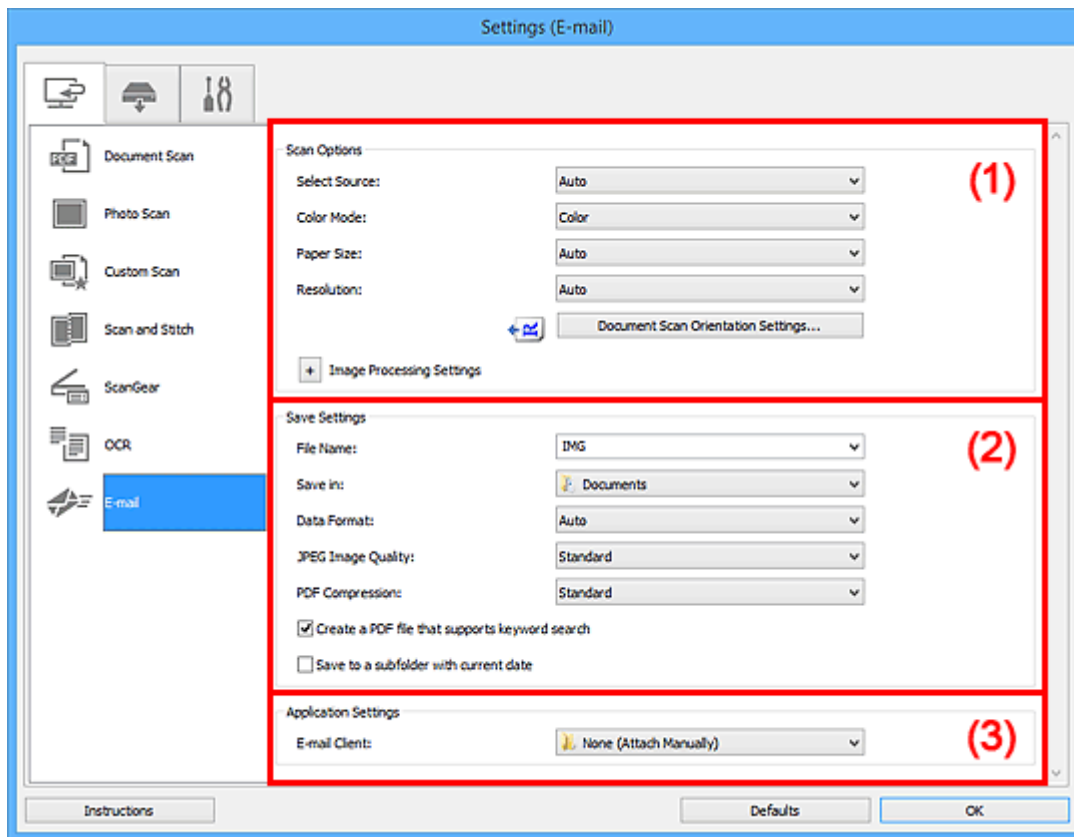 Settings (E-mail)
PDF
Document Scan
Photo Scan
Custom Scan
Scan and Stitch
ScanGear
OCR
E-mail
Scan Options
(1)
Select Source: Auto
Color Mode: Color
Paper Size: Auto
Resolution: Auto
R Document Scan Orientation Settings...
+ Image Processing Settings
Save Settings
(2)
File Name: IMG
Save in: Documents
Data Format: Auto
JPEG Image Quality: Standard
PDF Compression: Standard
Create a PDF file that supports keyword search
Save to a subfolder with current date
Application Settings
(3)
E-mail Client: None (Attach Manually)
Instructions Defaults OK